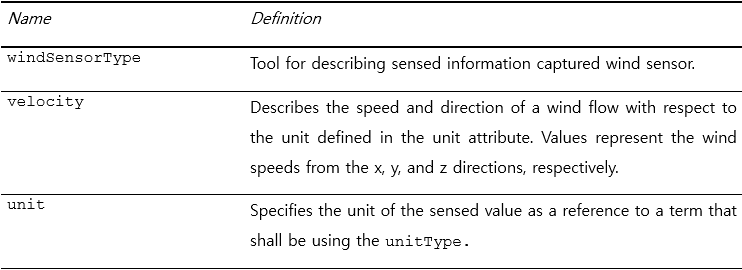 Name Definition
windSensorType Tool for describing sensed information captured wind sensor.
velocity Describes the speed and direction of a wind flow with respect to
the unit defined in the unit attribute. Values represent the wind
speeds from the x, y, and z directions, respectively.
unit Specifies the unit of the sensed value as a reference to a term that
shall be using the unitType.